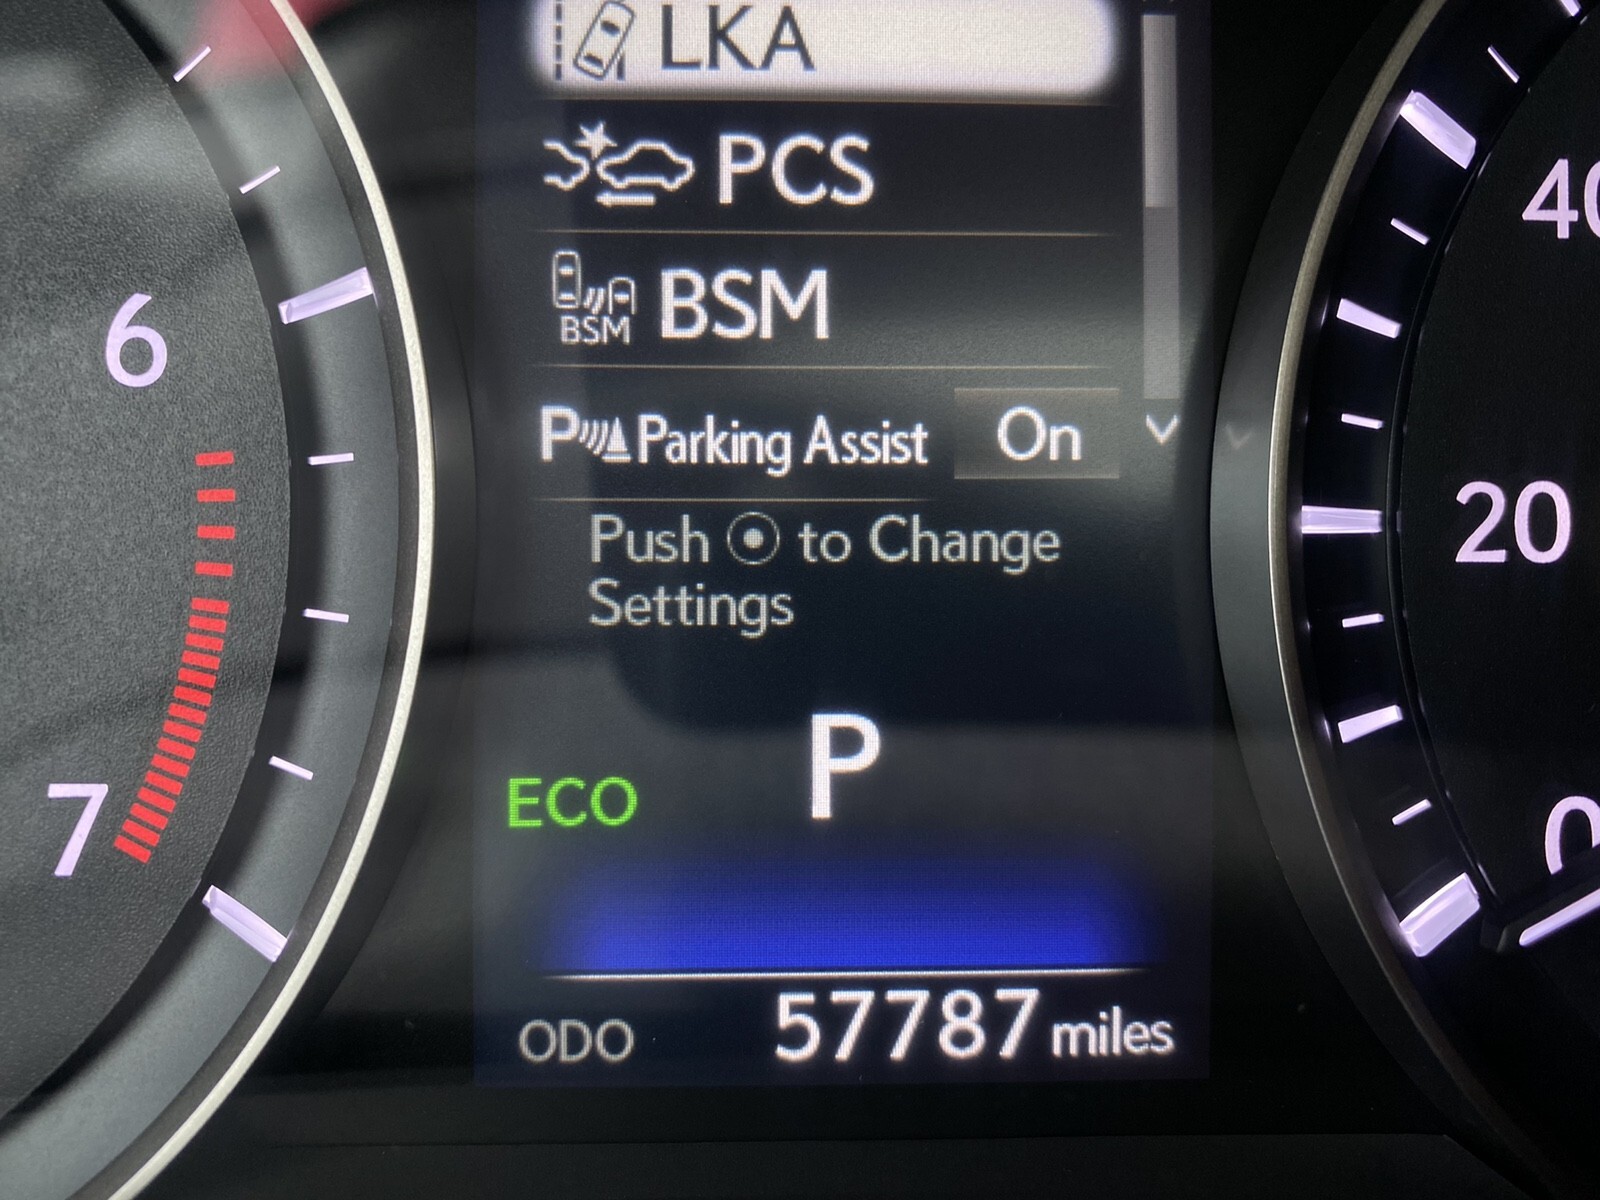 LKA
PCS
BSM BSM
P Parking Assist On
Push to Change
Settings
P
ECO
ODO 57787 miles
6
7
40
20
0